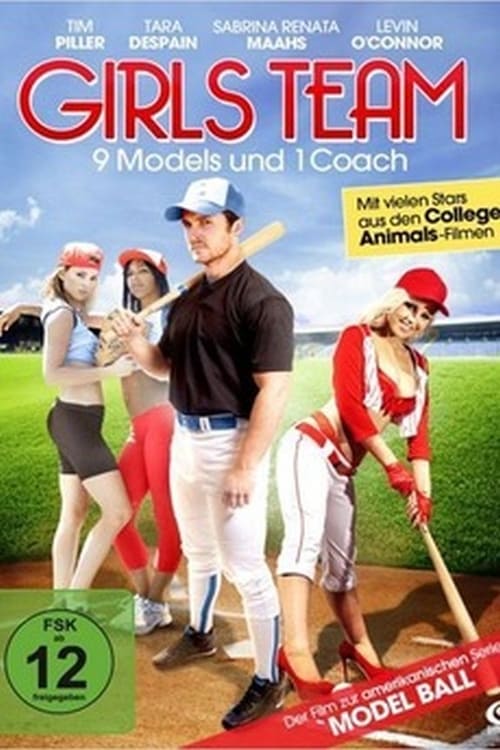 TIM PILLER
TARA DESPAIN
SABRINA RENATA MAAHS
LEVIN O'CONNOR
GIRLS TEAM
9 Models und 1 Coach
Mit vielen Stars
aus den College
Animals-Filmen
FSK
ab
12
freigegeben
Der Film zur amerikanischen Serie
MODEL BALL